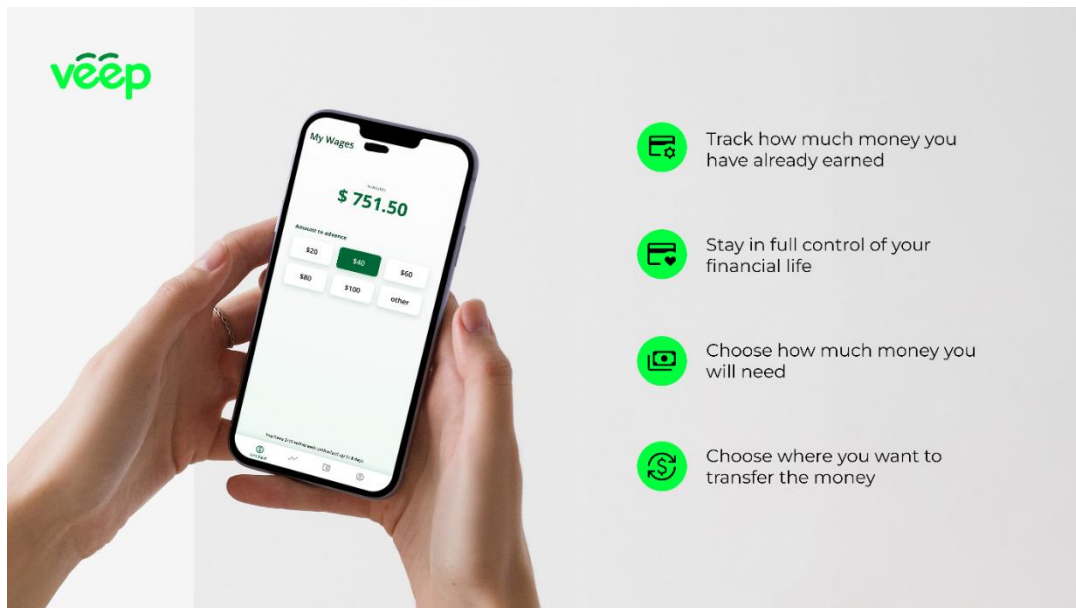 veep
My Wages
$ 751.50
Amount to advance
$20
$40
$60
$80
$100
other
Track how much money you
have already earned
Stay in full control of your
financial life
Choose how much money you
will need
Choose where you want to
transfer the money